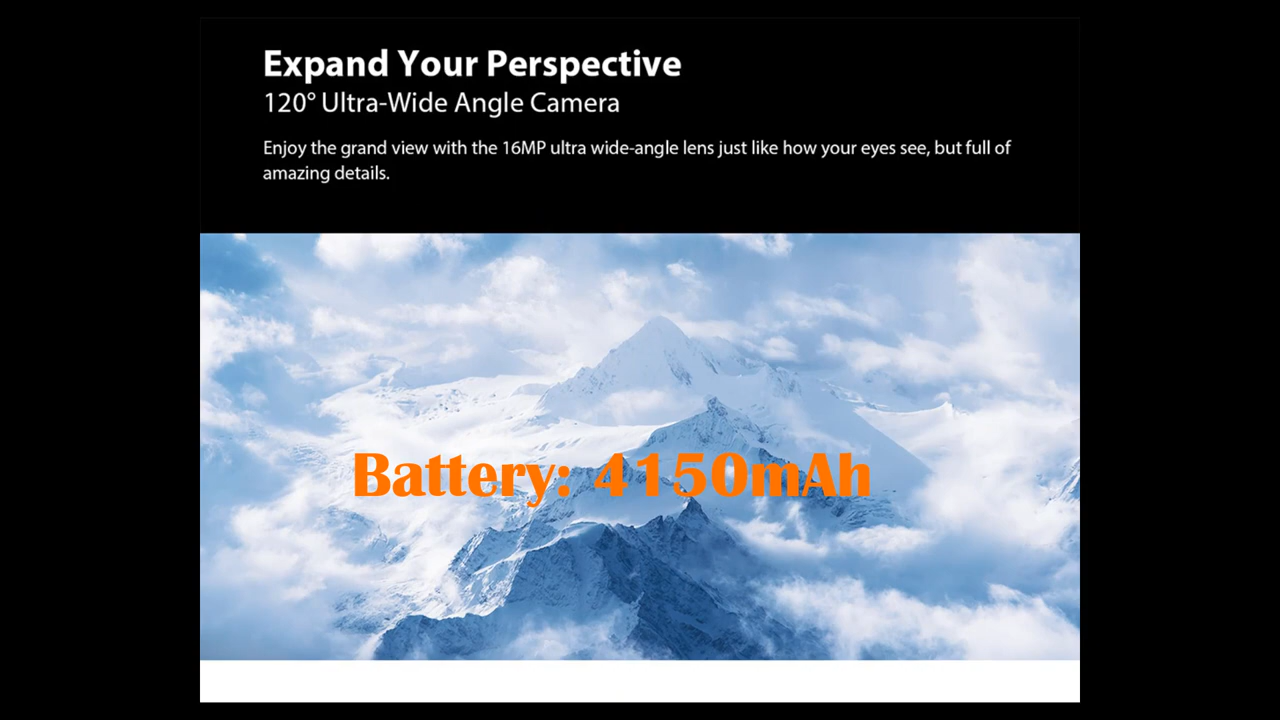 Expand Your Perspective
120° Ultra-Wide Angle Camera
Enjoy the grand view with the 16MP ultra wide-angle lens just like how your eyes see, but full of
amazing details.
Battery: 4150mAh